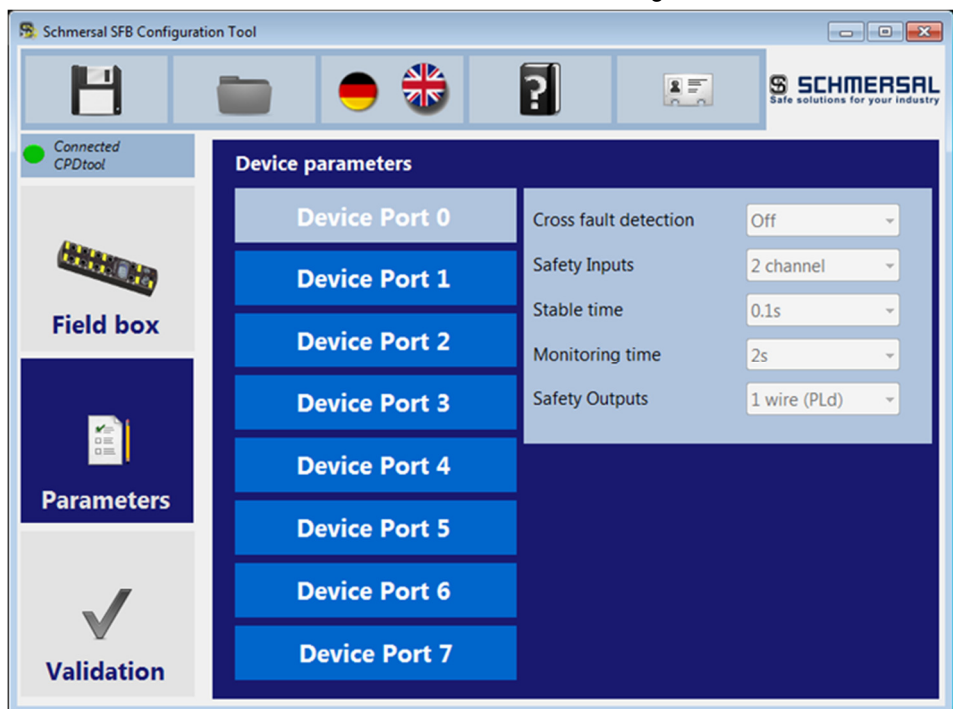 Schmersal SFB Configuration Tool
?
SCHMERSAL
Safe solutions for your industry
Connected
CPDtool
Device parameters
Device Port 0
Cross fault detection
Off
Safety Inputs
2 channel
Stable time
0.1s
Monitoring time
2s
Safety Outputs
1 wire (PLd)
Device Port 1
Device Port 2
Device Port 3
Device Port 4
Device Port 5
Device Port 6
Device Port 7
Field box
Parameters
Validation